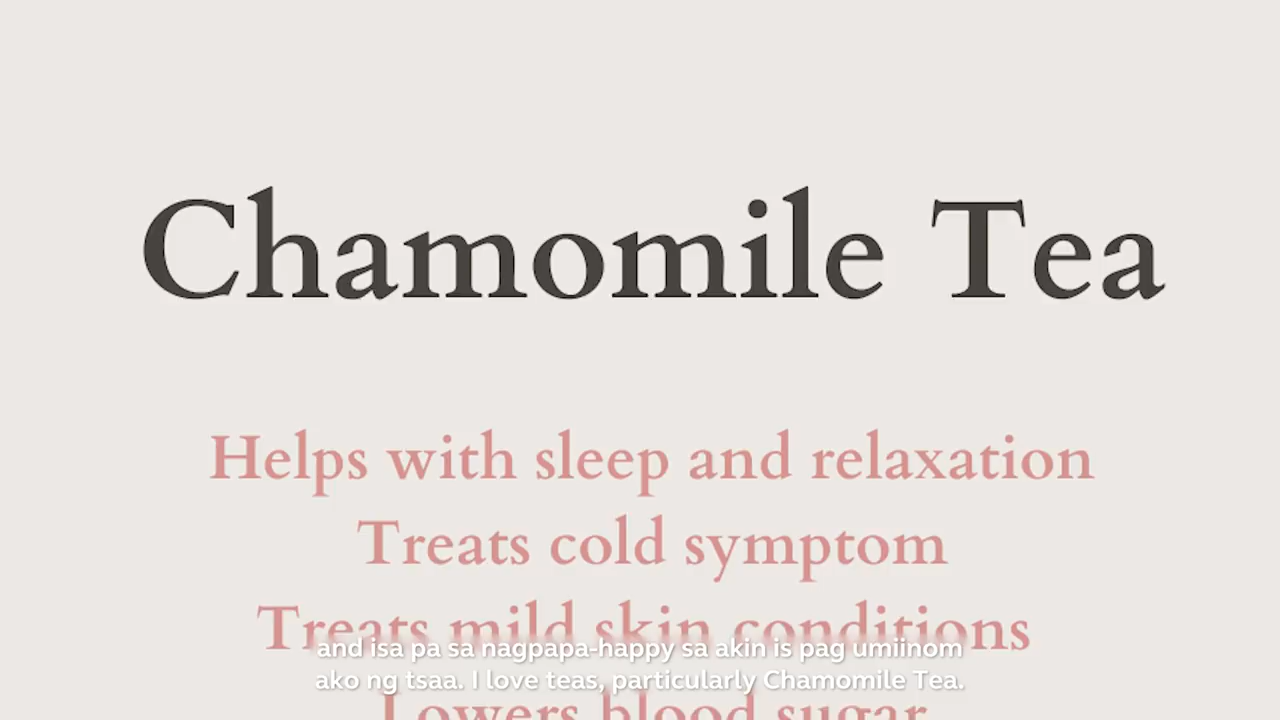 Chamomile Tea
Helps with sleep and relaxation
Treats cold symptom
Treats mild skin conditions
and isa pa sa nagpapa-happy sa akin is pag umiinom
ako ng tsaa. I love teas, particularly Chamomile Tea.
Lowers blood sugar